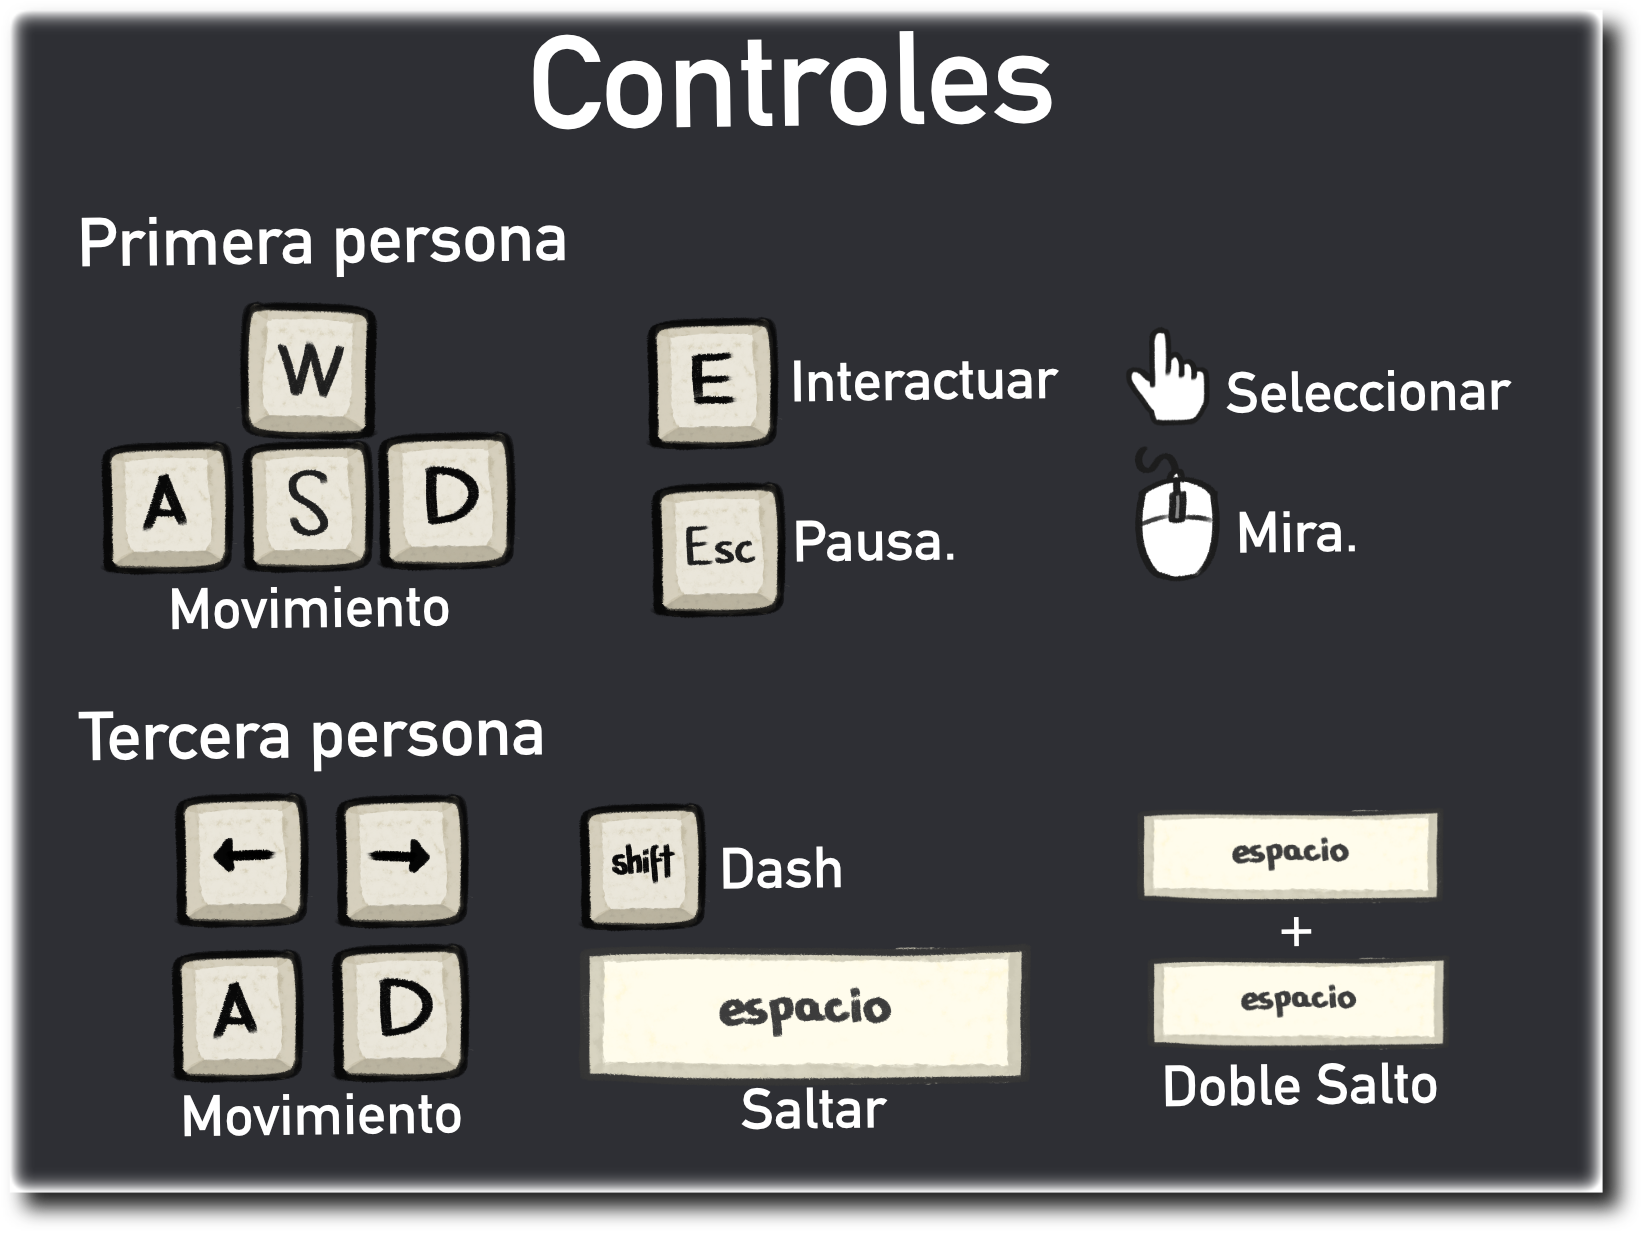 Controles
Primera persona
W
E Interactuar
Seleccionar
A S D
Esc Pausa.
Mira.
Movimiento
Tercera persona
← →
shift Dash
espacio
+
A D
espacio
espacio
Movimiento
Saltar
Doble Salto